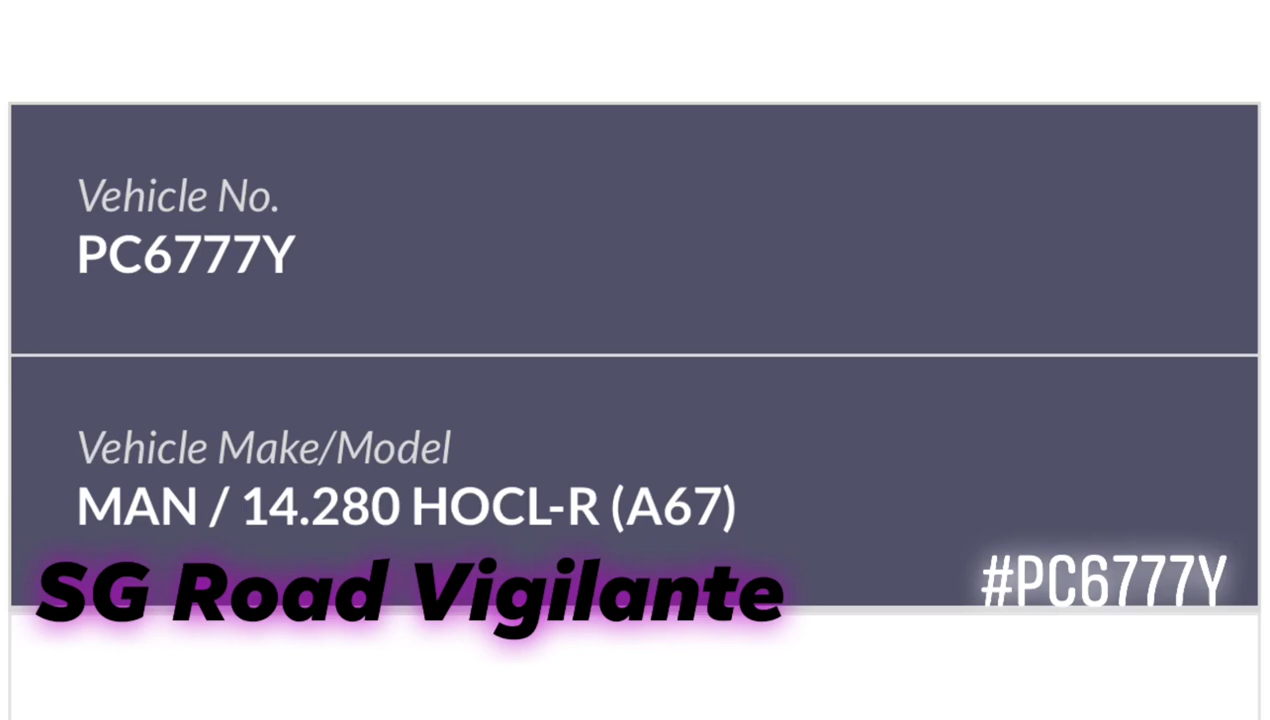 Vehicle No.
PC6777Y
Vehicle Make/Model
MAN / 14.280 HOCL-R (A67)
SG Road Vigilante
#PC6777Y